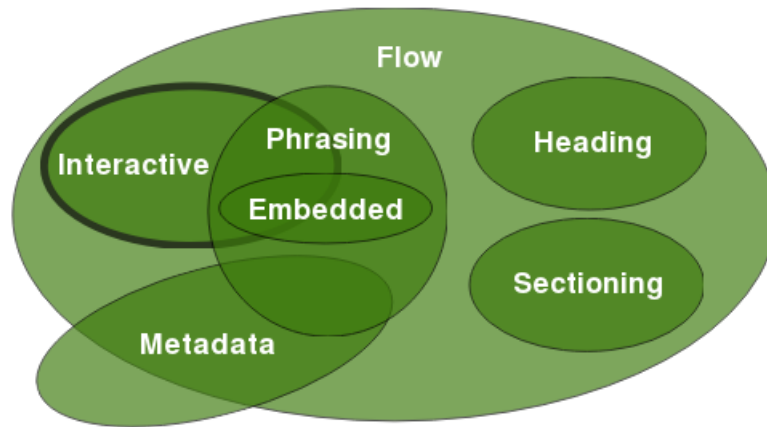 Flow
Phrasing
Heading
Interactive
Embedded
Sectioning
Metadata